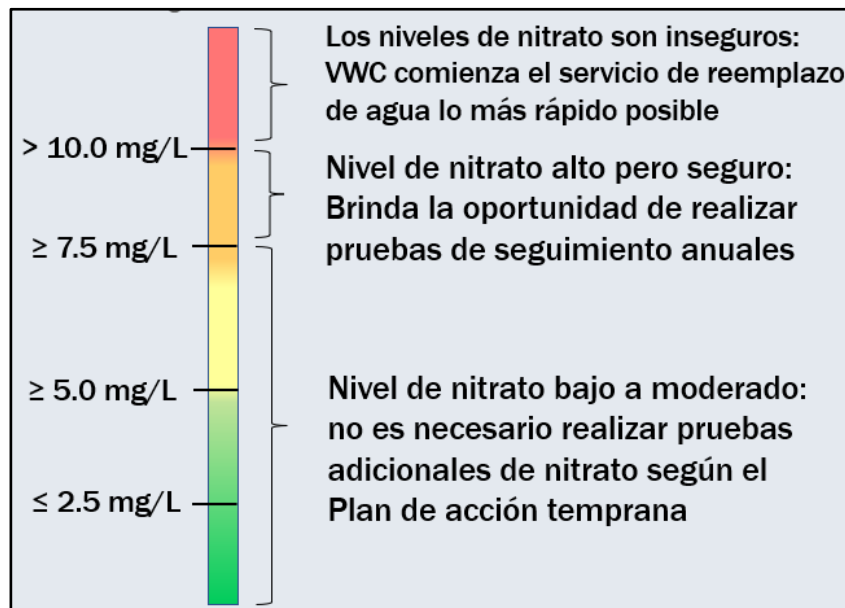 Los niveles de nitrato son inseguros:
VWC comienza el servicio de reemplazo
de agua lo más rápido posible
> 10.0 mg/L
Nivel de nitrato alto pero seguro:
Brinda la oportunidad de realizar
pruebas de seguimiento anuales
≥ 7.5 mg/L
≥ 5.0 mg/L
Nivel de nitrato bajo a moderado:
no es necesario realizar pruebas
adicionales de nitrato según el
Plan de acción temprana
≤ 2.5 mg/L